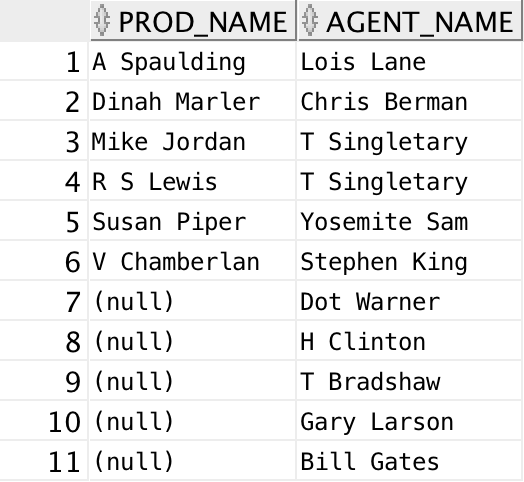 PROD_NAME AGENT_NAME
1 A Spaulding Lois Lane
2 Dinah Marler Chris Berman
3 Mike Jordan T Singletary
4 R S Lewis T Singletary
5 Susan Piper Yosemite Sam
6 V Chamberlan Stephen King
7 (null) Dot Warner
8 (null) H Clinton
9 (null) T Bradshaw
10 (null) Gary Larson
11 (null) Bill Gates